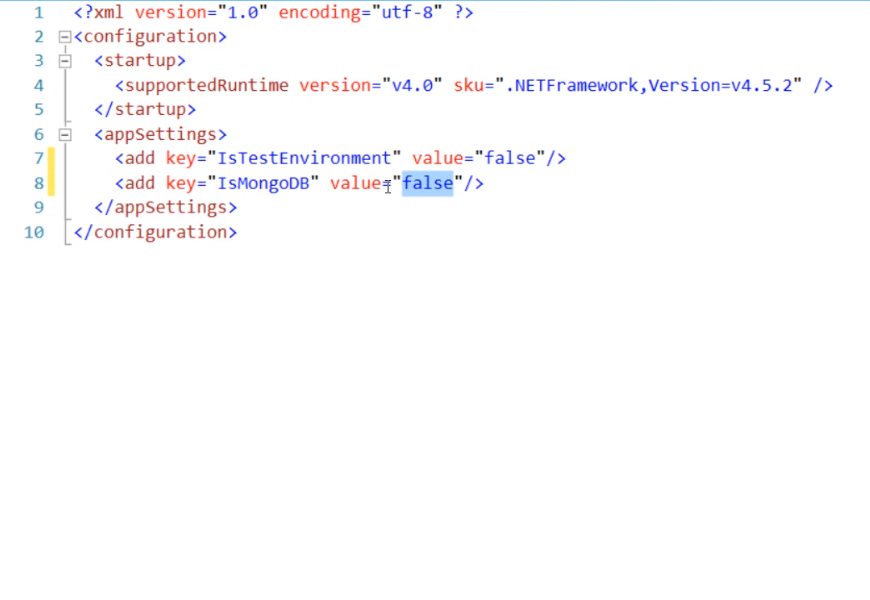 1 <?xml version="1.0" encoding="utf-8" ?>
2 <configuration>
3 <startup>
4 <supportedRuntime version="v4.0" sku=".NETFramework,Version=v4.5.2" />
5 </startup>
6 <appSettings>
7 <add key="IsTestEnvironment" value="false"/>
8 <add key="IsMongoDB" value="false"/>
9 </appSettings>
10 </configuration>